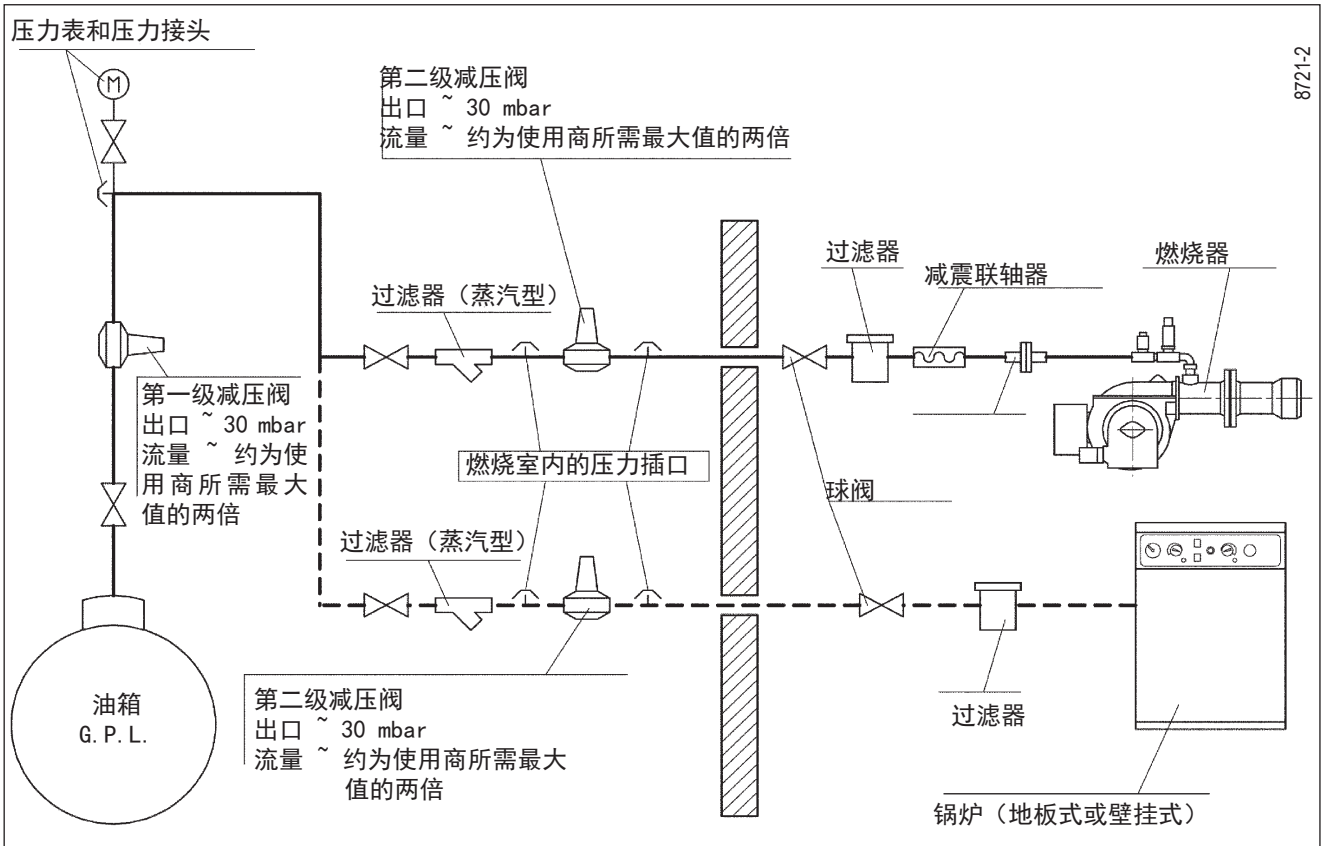 压力表和压力接头
8721-2
M
第二级减压阀
出口 ~ 30 mbar
流量 ~ 约为使用商所需最大值的两倍
过滤器
减震联轴器
燃烧器
过滤器（蒸汽型）
第一级减压阀
出口 ~ 30 mbar
流量 ~ 约为使
用商所需最大
值的两倍
燃烧室内的压力插口
球阀
过滤器（蒸汽型）
油箱
G.P.L.
第二级减压阀
出口 ~ 30 mbar
流量 ~ 约为使用商所需最大
值的两倍
过滤器
锅炉（地板式或壁挂式）